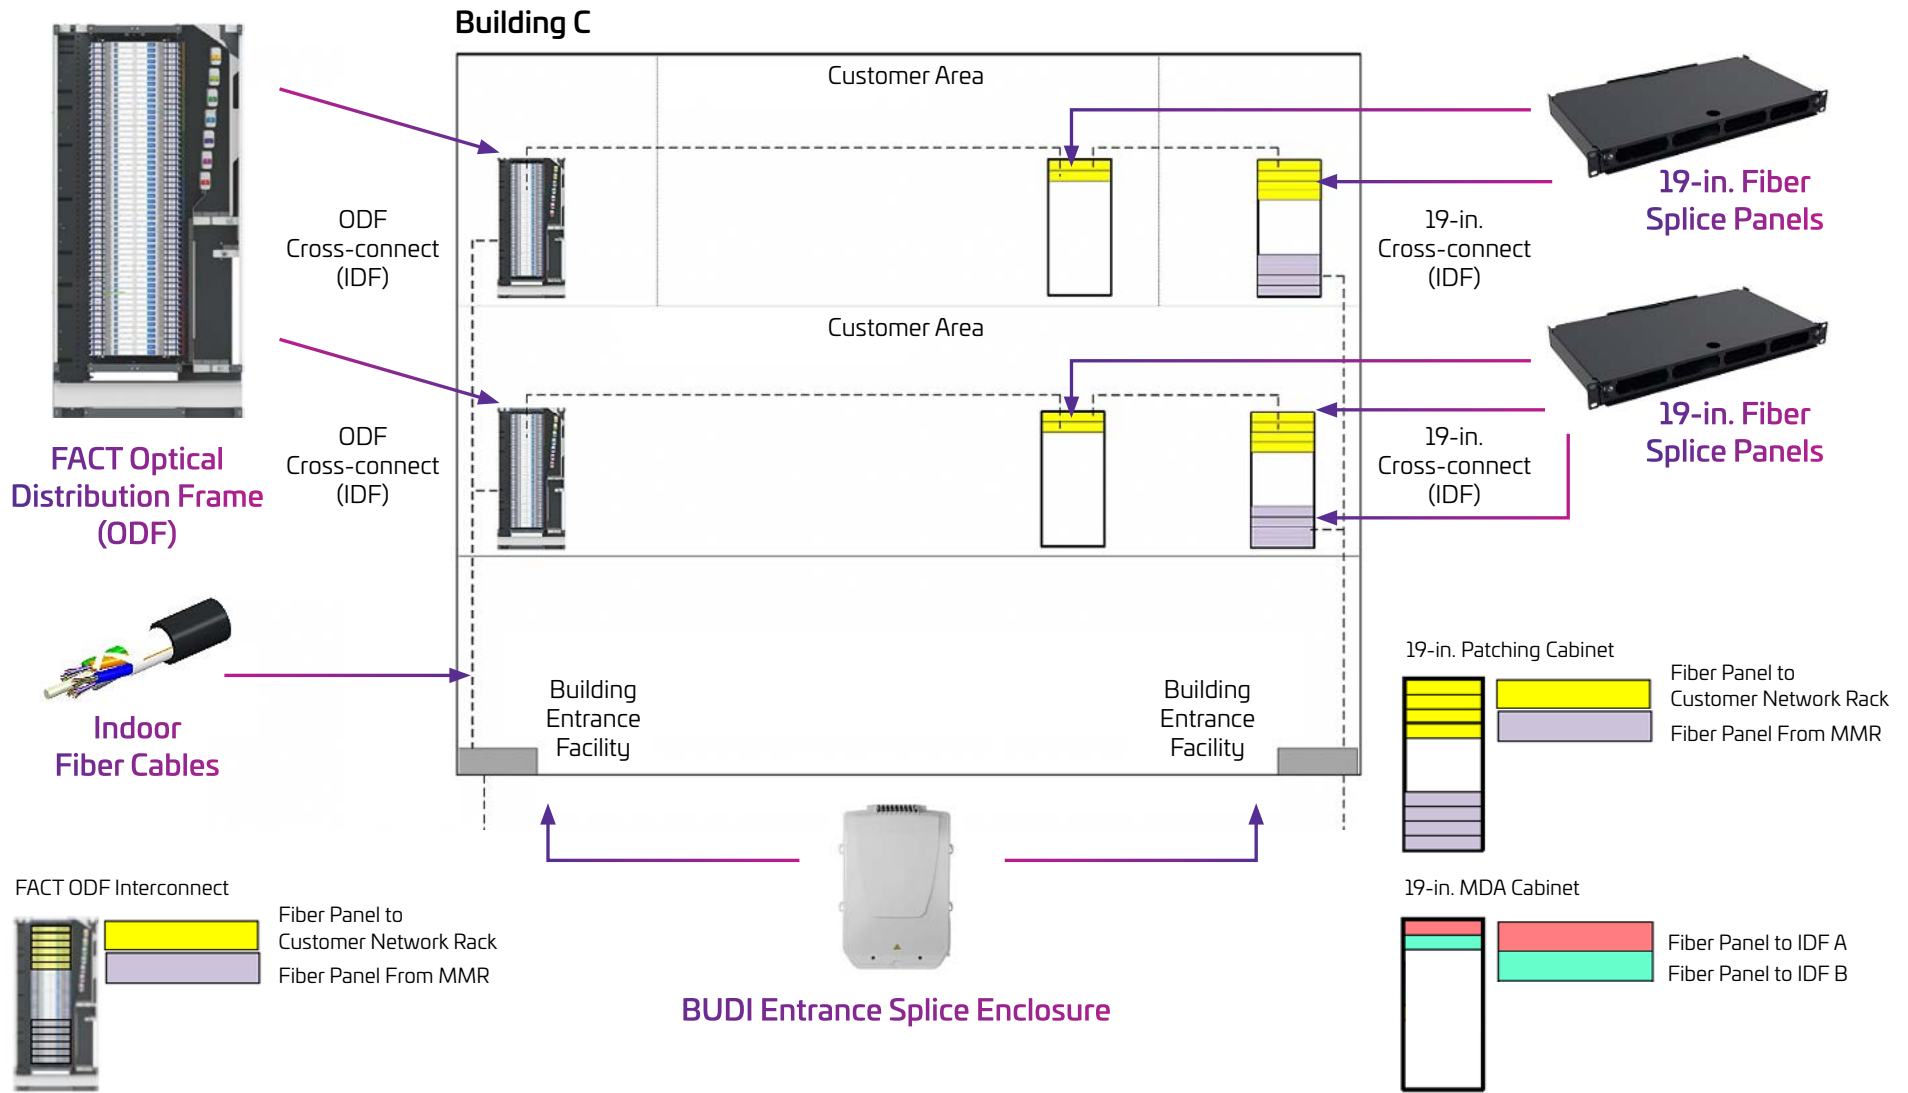 Building C
Customer Area
ODF
Cross-connect
(IDF)
19-in.
Cross-connect
(IDF)
19-in. Fiber
Splice Panels
Customer Area
FACT Optical
Distribution Frame
(ODF)
ODF
Cross-connect
(IDF)
19-in.
Cross-connect
(IDF)
19-in. Fiber
Splice Panels
Indoor
Fiber Cables
Building
Entrance
Facility
Building
Entrance
Facility
19-in. Patching Cabinet
Fiber Panel to
Customer Network Rack
Fiber Panel From MMR
FACT ODF Interconnect
Fiber Panel to
Customer Network Rack
Fiber Panel From MMR
BUDI Entrance Splice Enclosure
19-in. MDA Cabinet
Fiber Panel to IDF A
Fiber Panel to IDF B